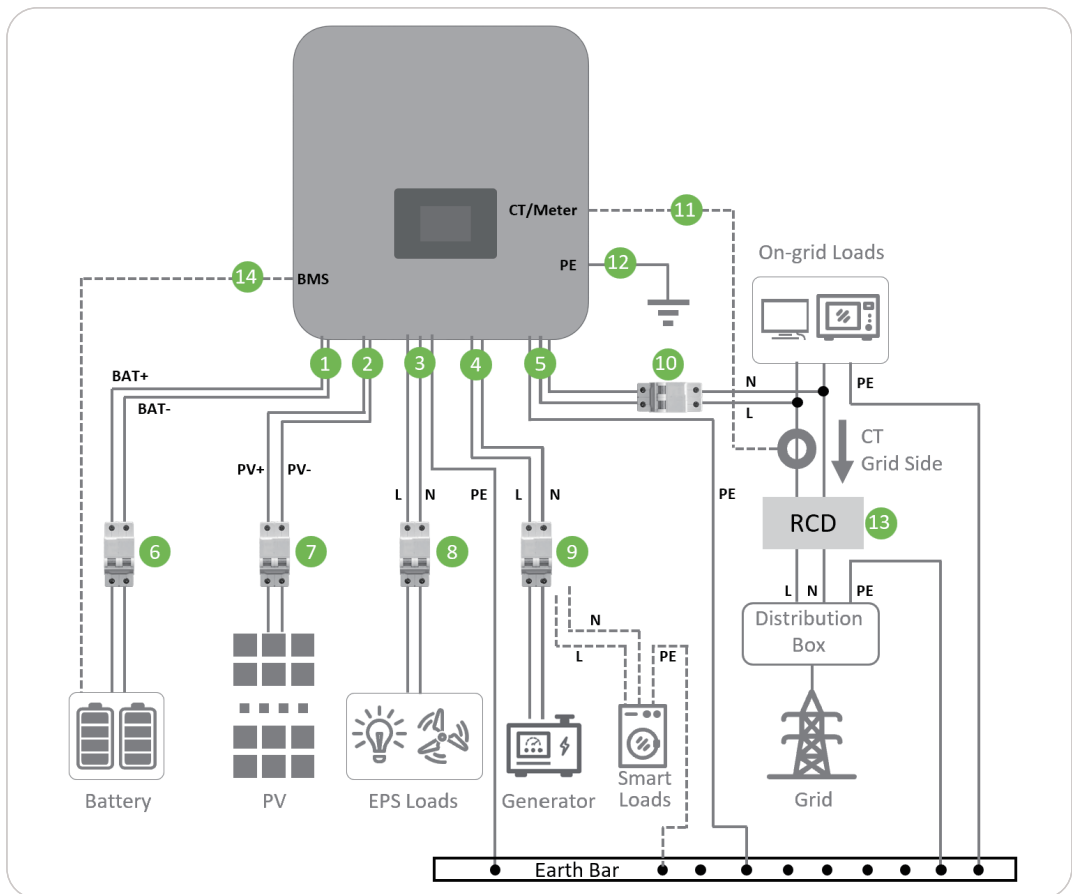 CT/Meter
11
On-grid Loads
PE
12
14
BMS
1
2
3
4
5
10
BAT+
N
PE
BAT-
L
CT
Grid Side
PV+
PV-
L
N
PE
L
N
PE
RCD
13
6
7
8
9
L
N
PE
N
L
PE
Distribution
Box
Battery
PV
EPS Loads
Generator
Smart
Loads
Grid
Earth Bar